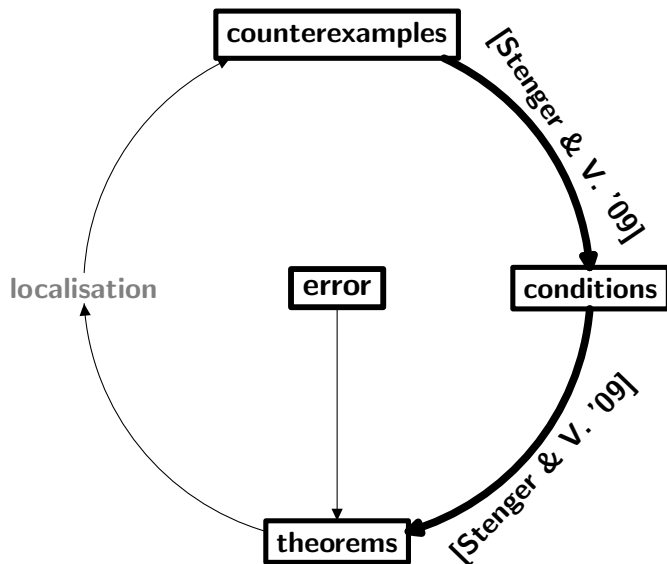 counterexamples
[Stenger & V. '09]
localisation
error
conditions
[Stenger & V. '09]
theorems